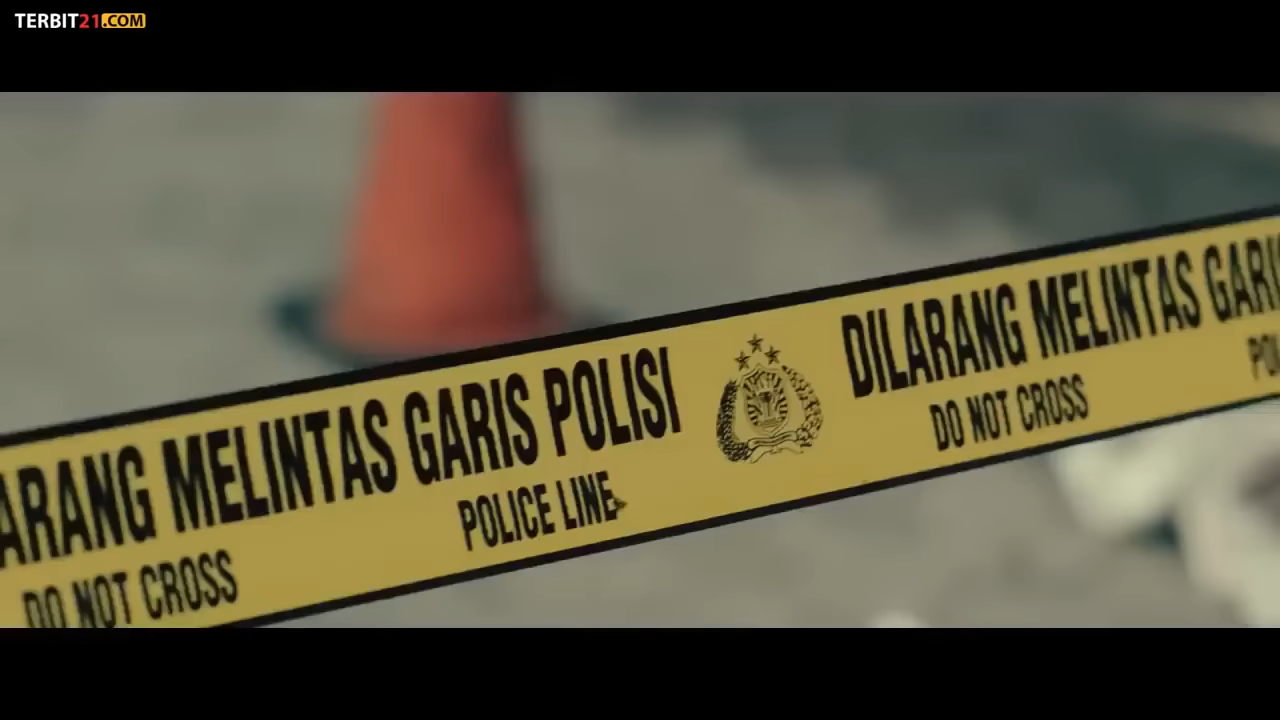 TERBIT21.COM
DILARANG MELINTAS GARIS
DO NOT CROSS
ARANG MELINTAS GARIS POLISI
POLICE LINE
DO NOT CROSS